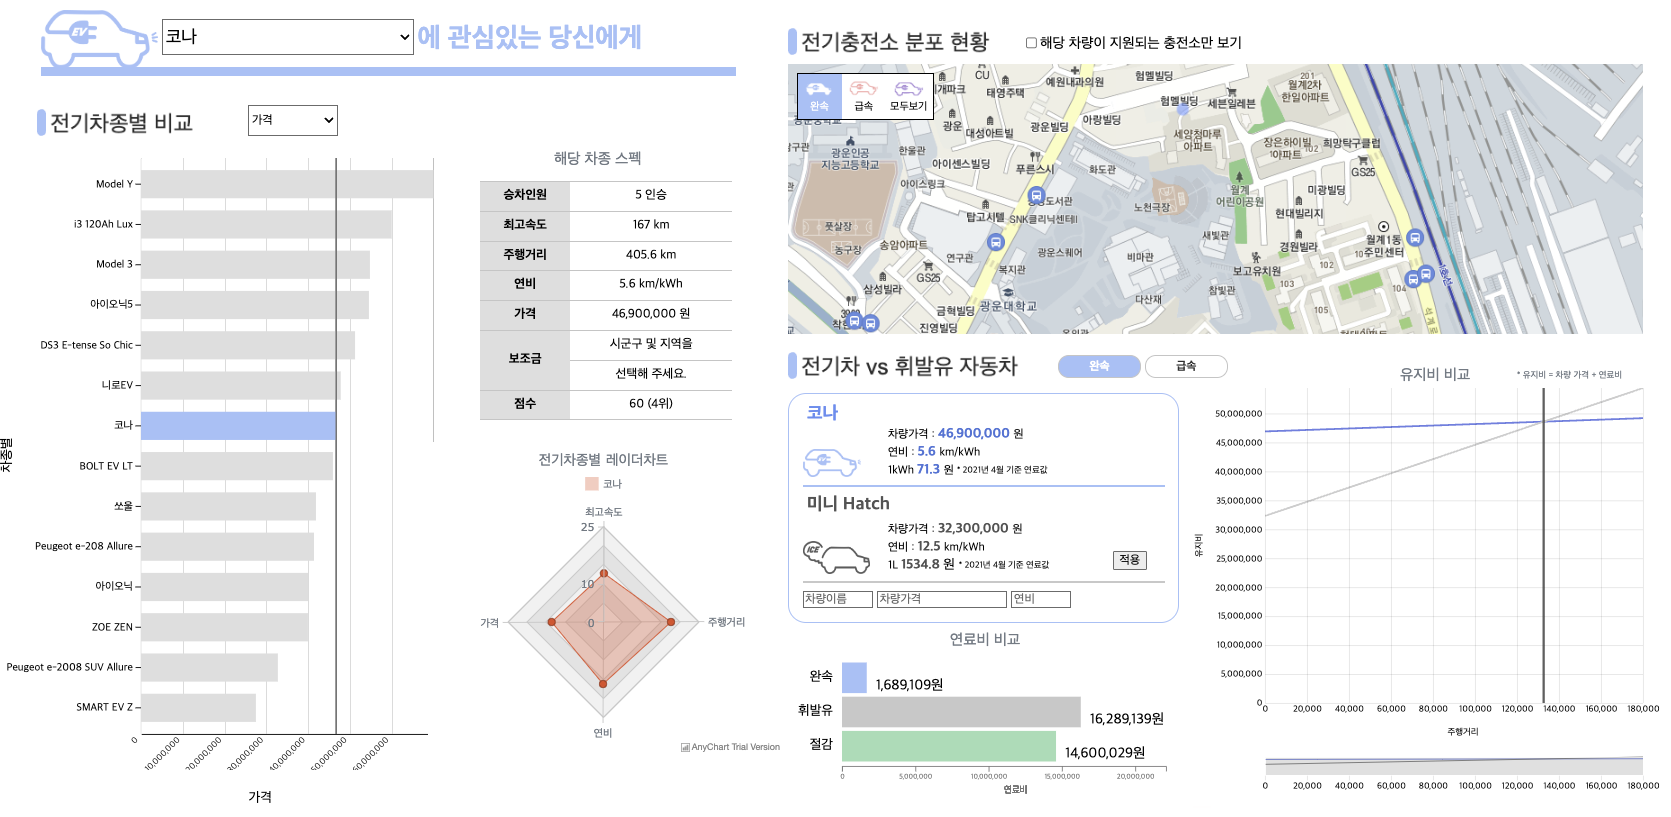 EV
코나
에 관심있는 당신에게
전기차종별 비교
가격
차종별
Model Y
i3 120Ah Lux
Model 3
아이오닉5
DS3 E-tense So Chic
니로EV
코나
BOLT EV LT
쏘울
Peugeot e-208 Allure
아이오닉
ZOE ZEN
Peugeot e-2008 SUV Allure
SMART EV Z
0
10,000,000
20,000,000
30,000,000
40,000,000
50,000,000
가격
해당 차종 스펙
승차인원 5 인승
최고속도 167 km
주행거리 405.6 km
연비 5.6 km/kWh
가격 46,900,000 원
보조금 시군구 및 지역을
선택해 주세요.
점수 60 (4위)
전기차종별 레이더차트
코나
최고속도
25
10
0
가격
주행거리
연비
AnyChart Trial Version
전기충전소 분포 현황
해당 차량이 지원되는 충전소만 보기
완속 급속 모두보기
CU
개파크
태영주택
예원내과의원
험멜빌딩
험멜빌딩
세븐일레븐
201
월계2차
한일아파트
광운
대성아트빌
광운빌딩
아랑빌딩
세양청마루
아파트
장은하이빌
102
10아파트
희망탁구클럽
GS25
구관
광운인공
지능고등학교
한울관
아이센스빌딩
푸른스시
화도관
아이스링크
월계
어린이공원
미광빌딩
풋살장
농구장
탑고시텔
도서관
SNK클리닉센테
노천극장
현대빌리지
송암아파트
연구관
광운스퀘어
새빛관
경원빌라
월계1동
주민센터
GS25
복지관
비마관
보고유치원
102
삼성빌라
참빛관
103
104
105
광운대학교
다산재
금혁빌딩
진영빌딩
전기차 vs 휘발유 자동차
완속 급속
코나
차량가격 : 46,900,000 원
연비 : 5.6 km/kWh
1kWh 71.3 원 * 2021년 4월 기준 연료값
미니 Hatch
ICE
차량가격 : 32,300,000 원
연비 : 12.5 km/kWh
1L 1534.8 원 * 2021년 4월 기준 연료값
적용
차량이름 차량가격 연비
연료비 비교
완속 1,689,109원
휘발유 16,289,139원
절감 14,600,029원
0 5,000,000 10,000,000 15,000,000 20,000,000
연료비
유지비 비교
* 유지비 = 차량 가격 + 연료비
유지비
50,000,000
45,000,000
40,000,000
35,000,000
30,000,000
25,000,000
20,000,000
15,000,000
10,000,000
5,000,000
0
0 20,000 40,000 60,000 80,000 100,000 120,000 140,000 160,000 180,000
주행거리
0 20,000 40,000 60,000 80,000 100,000 120,000 140,000 160,000 180,000